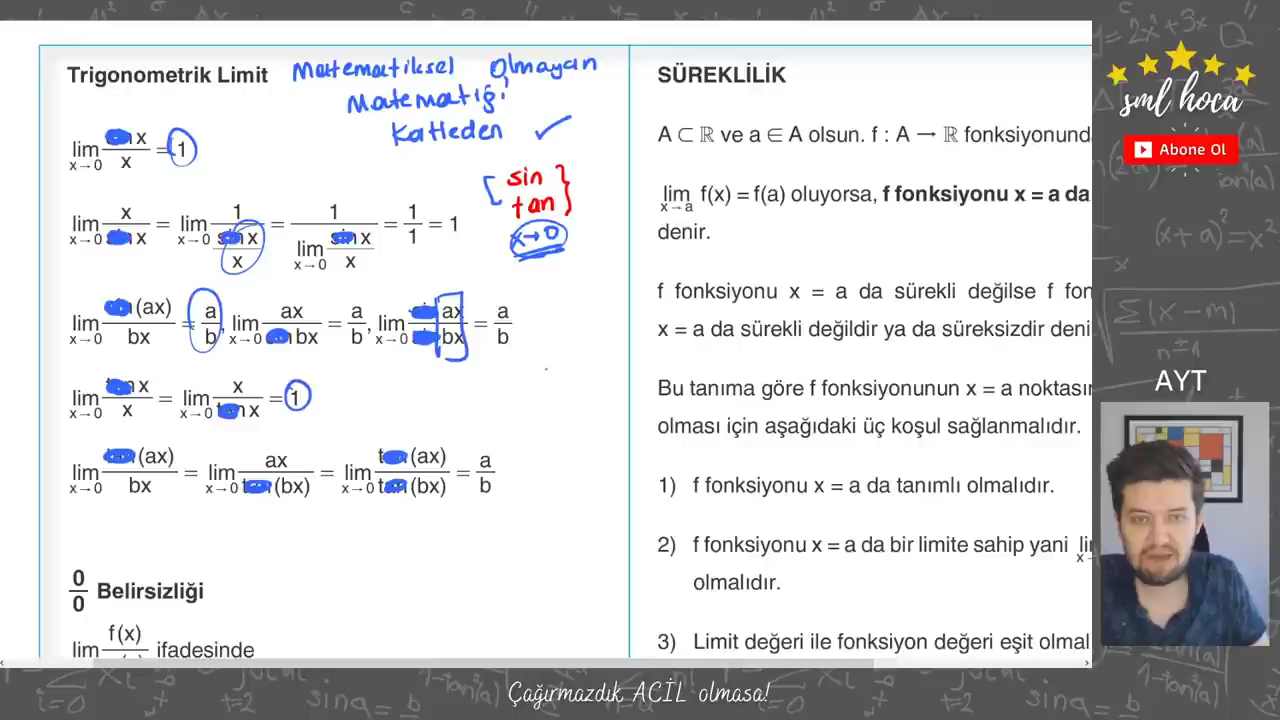 Trigonometrik Limit
Matematiksel Olmayan
Matematiği
Katleden ✓
lim x→0 x/x = 1
[ sin
tan }
x→0
lim x→0 x/x = lim x→0 1/(x/x) = 1/(lim x→0 x/x) = 1/1 = 1
lim x→0 (ax)/bx = a/b, lim x→0 ax/bx = a/b, lim x→0 ax/bx = a/b
lim x→0 x/x = lim x→0 x/x = 1
lim x→0 (ax)/bx = lim x→0 ax/(bx) = lim x→0 (ax)/(bx) = a/b
0/0 Belirsizliği
lim f(x) ifadesinde
SÜREKLİLİK
A ⊂ ℝ ve a ∈ A olsun. f : A → ℝ fonksiyonund
lim x→a f(x) = f(a) oluyorsa, f fonksiyonu x = a da
denir.
f fonksiyonu x = a da sürekli değilse f fon
x = a da sürekli değildir ya da süreksizdir deni
Bu tanıma göre f fonksiyonunun x = a noktasın
olması için aşağıdaki üç koşul sağlanmalıdır.
1) f fonksiyonu x = a da tanımlı olmalıdır.
2) f fonksiyonu x = a da bir limite sahip yani li
x→
olmalıdır.
3) Limit değeri ile fonksiyon değeri eşit olmal
sml hoca
Abone Ol
AYT
Çağırmazdık ACİL olmasa!